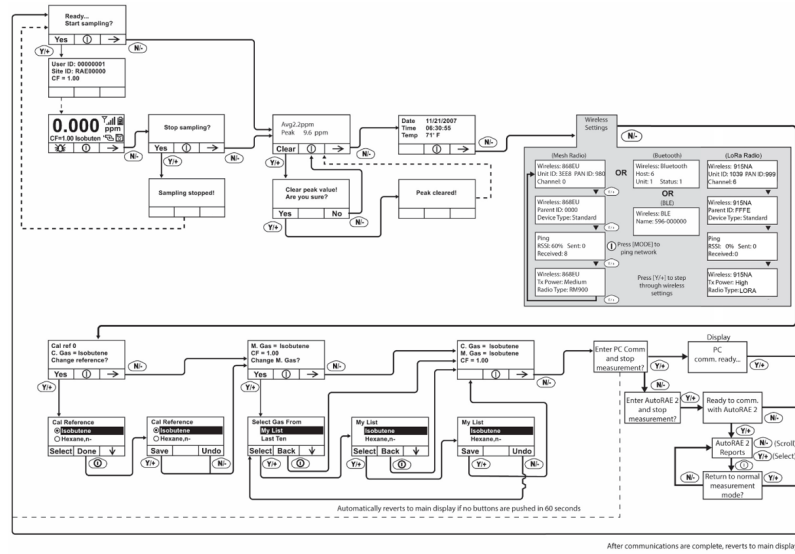 Ready...
Start sampling?
Yes →
Y/+
N/-
User ID: 00000001
Site ID: RAE00000
CF = 1.00
0.000 ppm
CF=1.00 Isobuten
→
N/-
Stop sampling?
Yes →
Y/+
N/-
Sampling stopped!
Avg2.2ppm
Peak 9.6 ppm
Clear →
Y/+
N/-
Clear peak value!
Are you sure?
Yes No
Y/+
N/-
Peak cleared!
Date 11/21/2007
Time 06:30:55
Temp 71° F
→
N/-
Wireless
Settings
N/-
(Mesh Radio)
Wireless: 868EU
Unit ID: 3E8 PAN ID: 980
Channel: 0
Y/+
Wireless: 868EU
Parent ID: 0000
Device Type: Standard
Y/+
Ping
RSSI: 60% Sent: 0
Received: 8
Y/+
Wireless: 868EU
Tx Power: Medium
Radio Type: RM900
Y/+
OR
(Buetooth)
Wireless: Bluetooth
Host: 6
Unit: 1 Status: 1
OR
(BLE)
Wireless: BLE
Name: 596-000000
Press [MODE] to
ping network
Press [Y/+] to step
through wireless
settings
OR
(LoRa Radio)
Wireless: 915NA
Unit ID: 1039 PAN ID:999
Channel: 6
Wireless: 915NA
Parent ID: FFFE
Device Type: Standard
Ping
RSSI: 0% Sent: 0
Received: 0
Wireless: 915NA
Tx Power: High
Radio Type: LORA
Cal ref 0
C. Gas = Isobutene
Change reference?
Yes →
Y/+
N/-
Cal Reference
Isobutene
Hexane,n-
Select Done ↓
Y/+
N/-
Cal Reference
Isobutene
Hexane,n-
Save Undo
Y/+
N/-
M. Gas = Isobutene
CF = 1.00
Change M. Gas?
Yes →
Y/+
N/-
Select Gas From
My List
Last Ten
Select Back ↓
Y/+
My List
Isobutene
Hexane,n-
Select Back ↓
Y/+
N/-
My List
Isobutene
Hexane,n-
Save Undo
Y/+
N/-
C. Gas = Isobutene
M. Gas = Isobutene
CF = 1.00
→
N/-
Enter PC Comm
and stop
measurement?
Y/+
N/-
Display
PC
comm. ready...
Enter AutoRAE 2
and stop
measurement?
Y/+
N/-
Ready to comm.
with AutoRAE 2
Y/+
AutoRAE 2
Reports
N/- (Scroll)
Y/+ (Select)
Return to normal
measurement
mode?
N/-
Y/+
Automatically reverts to main display if no buttons are pushed in 60 seconds
After communications are complete, reverts to main display